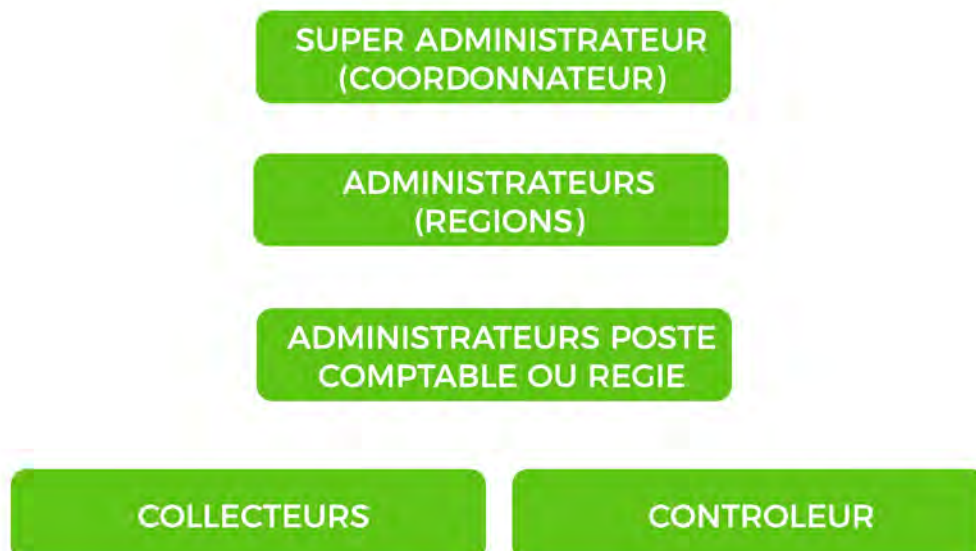 SUPER ADMINISTRATEUR
(COORDONNATEUR)
ADMINISTRATEURS
(REGIONS)
ADMINISTRATEURS POSTE
COMPTABLE OU REGIE
COLLECTEURS
CONTROLEUR